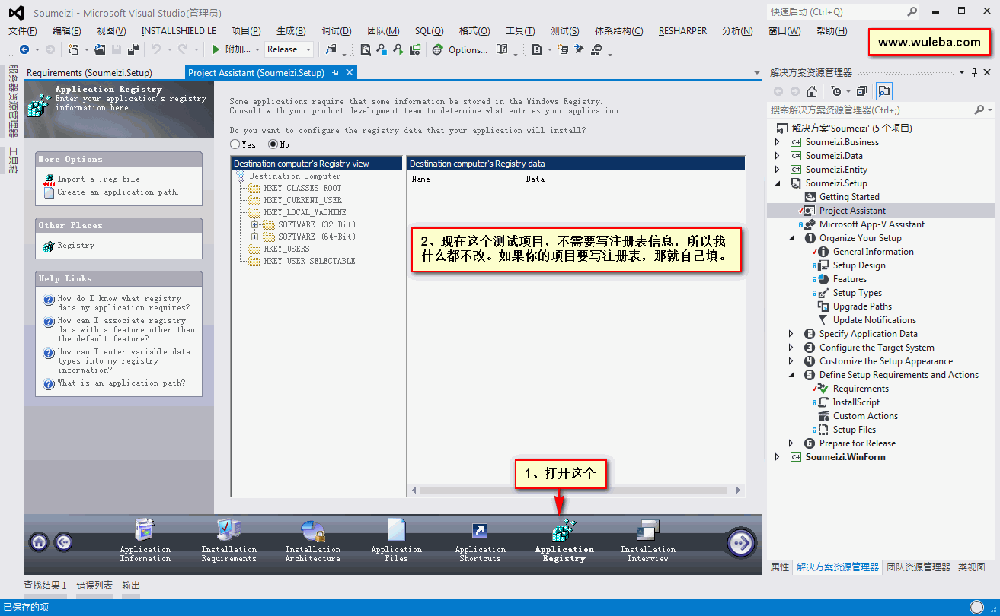 Soumeizi - Microsoft Visual Studio(管理员)
快速启动 (Ctrl+Q)
文件(F) 编辑(E) 视图(V) INSTALLSHIELD LE 项目(P) 生成(B) 调试(D) 团队(M) SQL(Q) 格式(O) 工具(T) 测试(S) 体系结构(C) RESHARPER 分析(N) 窗口(W) 帮助(H)
www.wuleba.com
附加... Release Options...
服务器资源管理器
工具箱
Requirements (Soumeizi.Setup) Project Assistant (Soumeizi.Setup)
Application Registry
Enter your application's registry
information here.
More Options
Import a .reg file
Create an application path.
Other Places
Registry
Help Links
How do I know what registry
data my application requires?
How can I associate registry
data with a feature other than
the default feature?
How can I enter variable data
types into my registry
information?
What is an application path?
Some applications require that some information be stored in the Windows Registry.
Consult with your product development team to determine what entries your application
Do you want to configure the registry data that your application will install?
Yes No
Destination computer's Registry view
Destination Computer
HKEY_CLASSES_ROOT
HKEY_CURRENT_USER
HKEY_LOCAL_MACHINE
SOFTWARE (32-Bit)
SOFTWARE (64-Bit)
HKEY_USERS
HKEY_USER_SELECTABLE
Destination computer's Registry data
Name Data
2、现在这个测试项目，不需要写注册表信息，所以我
什么都不改。如果你的项目要写注册表，那就自己填。
1、打开这个
Application
Information
Installation
Requirements
Installation
Architecture
Application
Files
Application
Shortcuts
Application
Registry
Installation
Interview
解决方案资源管理器
搜索解决方案资源管理器(Ctrl+;)
解决方案'Soumeizi' (5 个项目)
Soumeizi.Business
Soumeizi.Data
Soumeizi.Entity
Soumeizi.Setup
Getting Started
Project Assistant
Microsoft App-V Assistant
1 Organize Your Setup
General Information
Setup Design
Features
Setup Types
Upgrade Paths
Update Notifications
2 Specify Application Data
3 Configure the Target System
4 Customize the Setup Appearance
5 Define Setup Requirements and Actions
Requirements
InstallScript
Custom Actions
Setup Files
6 Prepare for Release
Soumeizi.WinForm
属性 解决方案资源管理器 团队资源管理器 类视图
查找结果 1 错误列表 输出
已保存的项